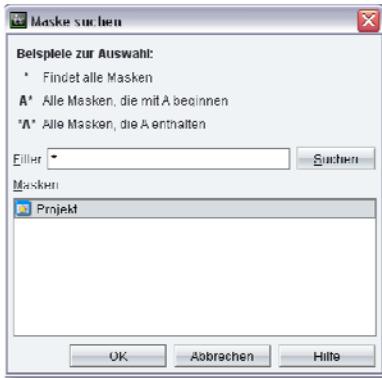 Maske suchen
Beispiele zur Auswahl:
* Findet alle Masken
A* Alle Masken, die mit A beginnen
*A* Alle Masken, die A enthalten
Filter * Suchen
Masken
Projekt
OK Abbrechen Hilfe